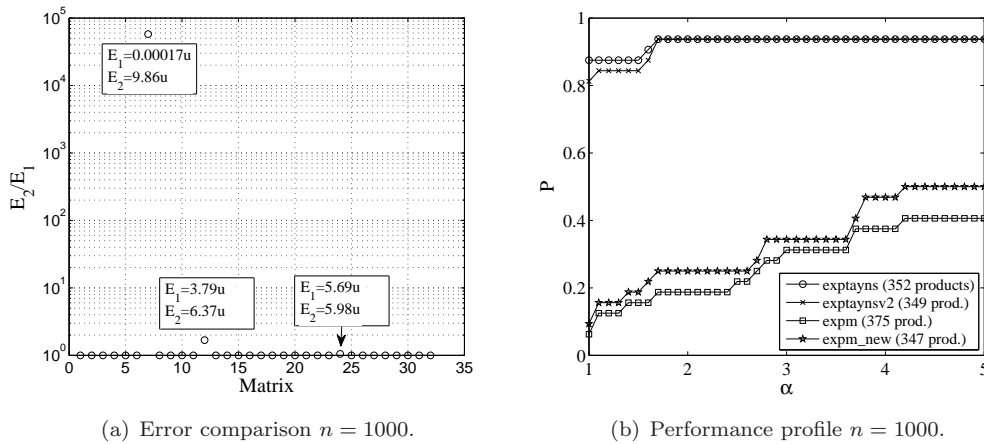 10^5
10^4
10^3
10^2
10^1
10^0
E_2/E_1
E_1=0.00017u
E_2=9.86u
E_1=3.79u
E_2=6.37u
E_1=5.69u
E_2=5.98u
0 5 10 15 20 25 30 35
Matrix
(a) Error comparison n = 1000.
1
0.8
0.6
0.4
0.2
0
P
exptayns (352 products)
exptaynsv2 (349 prod.)
expm (375 prod.)
expm_new (347 prod.)
1 2 3 4 5
α
(b) Performance profile n = 1000.